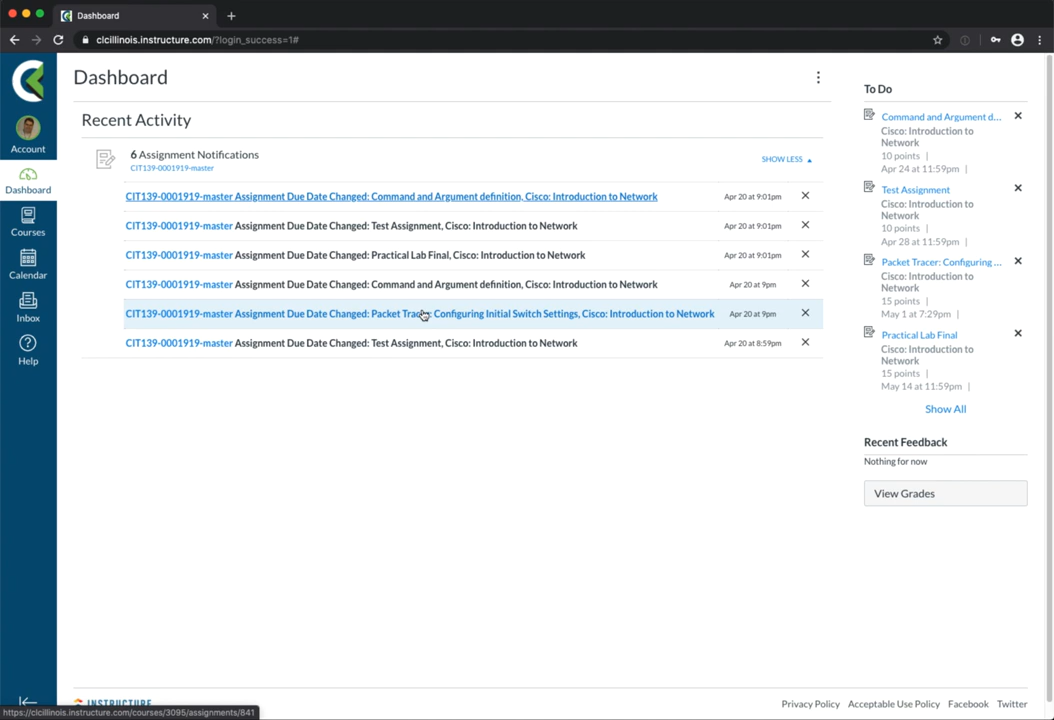 Dashboard
clcillinois.instructure.com/?login_success=1#
Account
Dashboard
Courses
Calendar
Inbox
Help
Dashboard
Recent Activity
6 Assignment Notifications
CIT139-0001919-master
SHOW LESS
CIT139-0001919-master Assignment Due Date Changed: Command and Argument definition, Cisco: Introduction to Network Apr 20 at 9:01pm
CIT139-0001919-master Assignment Due Date Changed: Test Assignment, Cisco: Introduction to Network Apr 20 at 9:01pm
CIT139-0001919-master Assignment Due Date Changed: Practical Lab Final, Cisco: Introduction to Network Apr 20 at 9:01pm
CIT139-0001919-master Assignment Due Date Changed: Command and Argument definition, Cisco: Introduction to Network Apr 20 at 9pm
CIT139-0001919-master Assignment Due Date Changed: Packet Tracer: Configuring Initial Switch Settings, Cisco: Introduction to Network Apr 20 at 9pm
CIT139-0001919-master Assignment Due Date Changed: Test Assignment, Cisco: Introduction to Network Apr 20 at 8:59pm
To Do
Command and Argument d...
Cisco: Introduction to
Network
10 points |
Apr 24 at 11:59pm |
Test Assignment
Cisco: Introduction to
Network
10 points |
Apr 28 at 11:59pm |
Packet Tracer: Configuring ...
Cisco: Introduction to
Network
15 points |
May 1 at 7:29pm |
Practical Lab Final
Cisco: Introduction to
Network
15 points |
May 14 at 11:59pm |
Show All
Recent Feedback
Nothing for now
View Grades
INSTRUCTURE
Privacy Policy Acceptable Use Policy Facebook Twitter
https://clcillinois.instructure.com/courses/3095/assignments/841